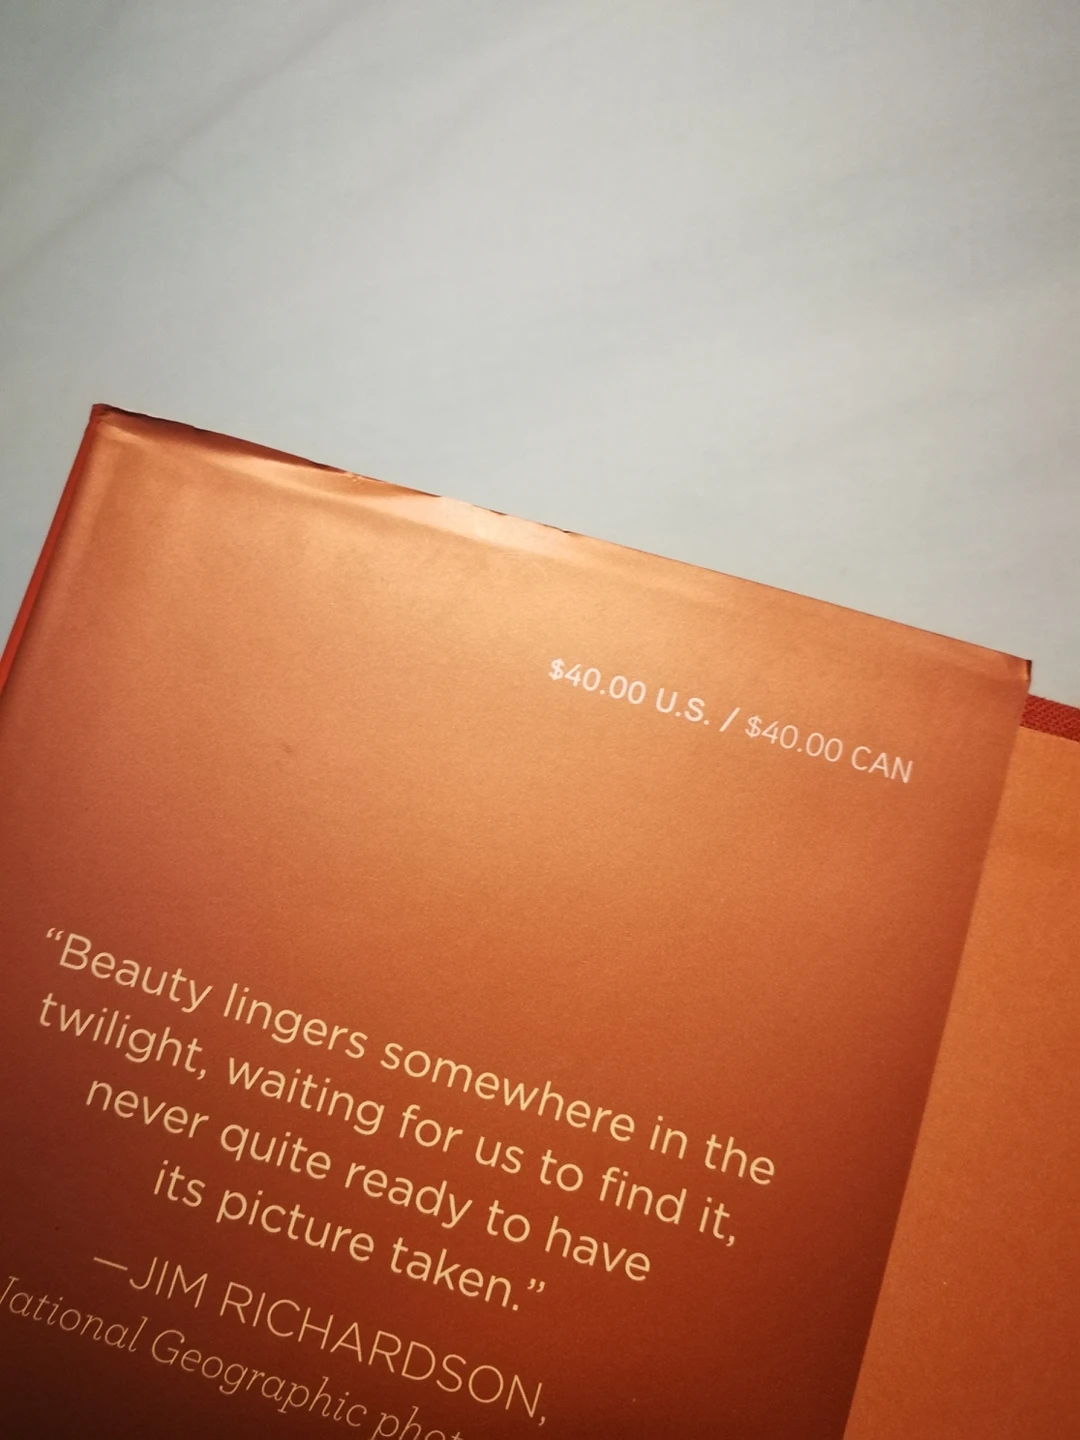 $40.00 U.S. / $40.00 CAN
“Beauty lingers somewhere in the
twilight, waiting for us to find it,
never quite ready to have
its picture taken.”
—JIM RICHARDSON,
Geographic